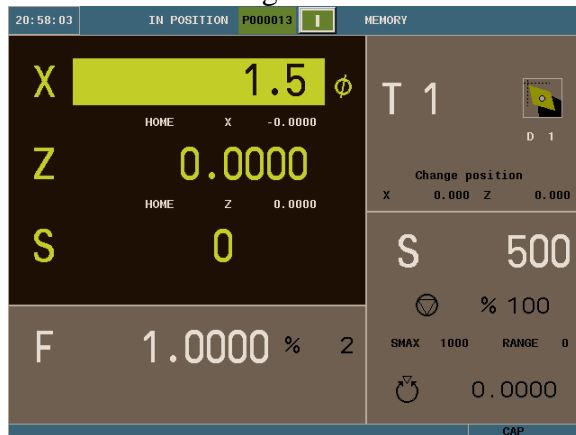 20:58:03 IN POSITION P000013 MEMORY
X 1.5 ⌀
HOME X -0.0000
Z 0.0000
HOME Z 0.0000
S 0
F 1.0000 % 2
T 1
D 1
Change position
X 0.000 Z 0.000
S 500
% 100
SMAX 1000 RANGE 0
0.0000
CAP